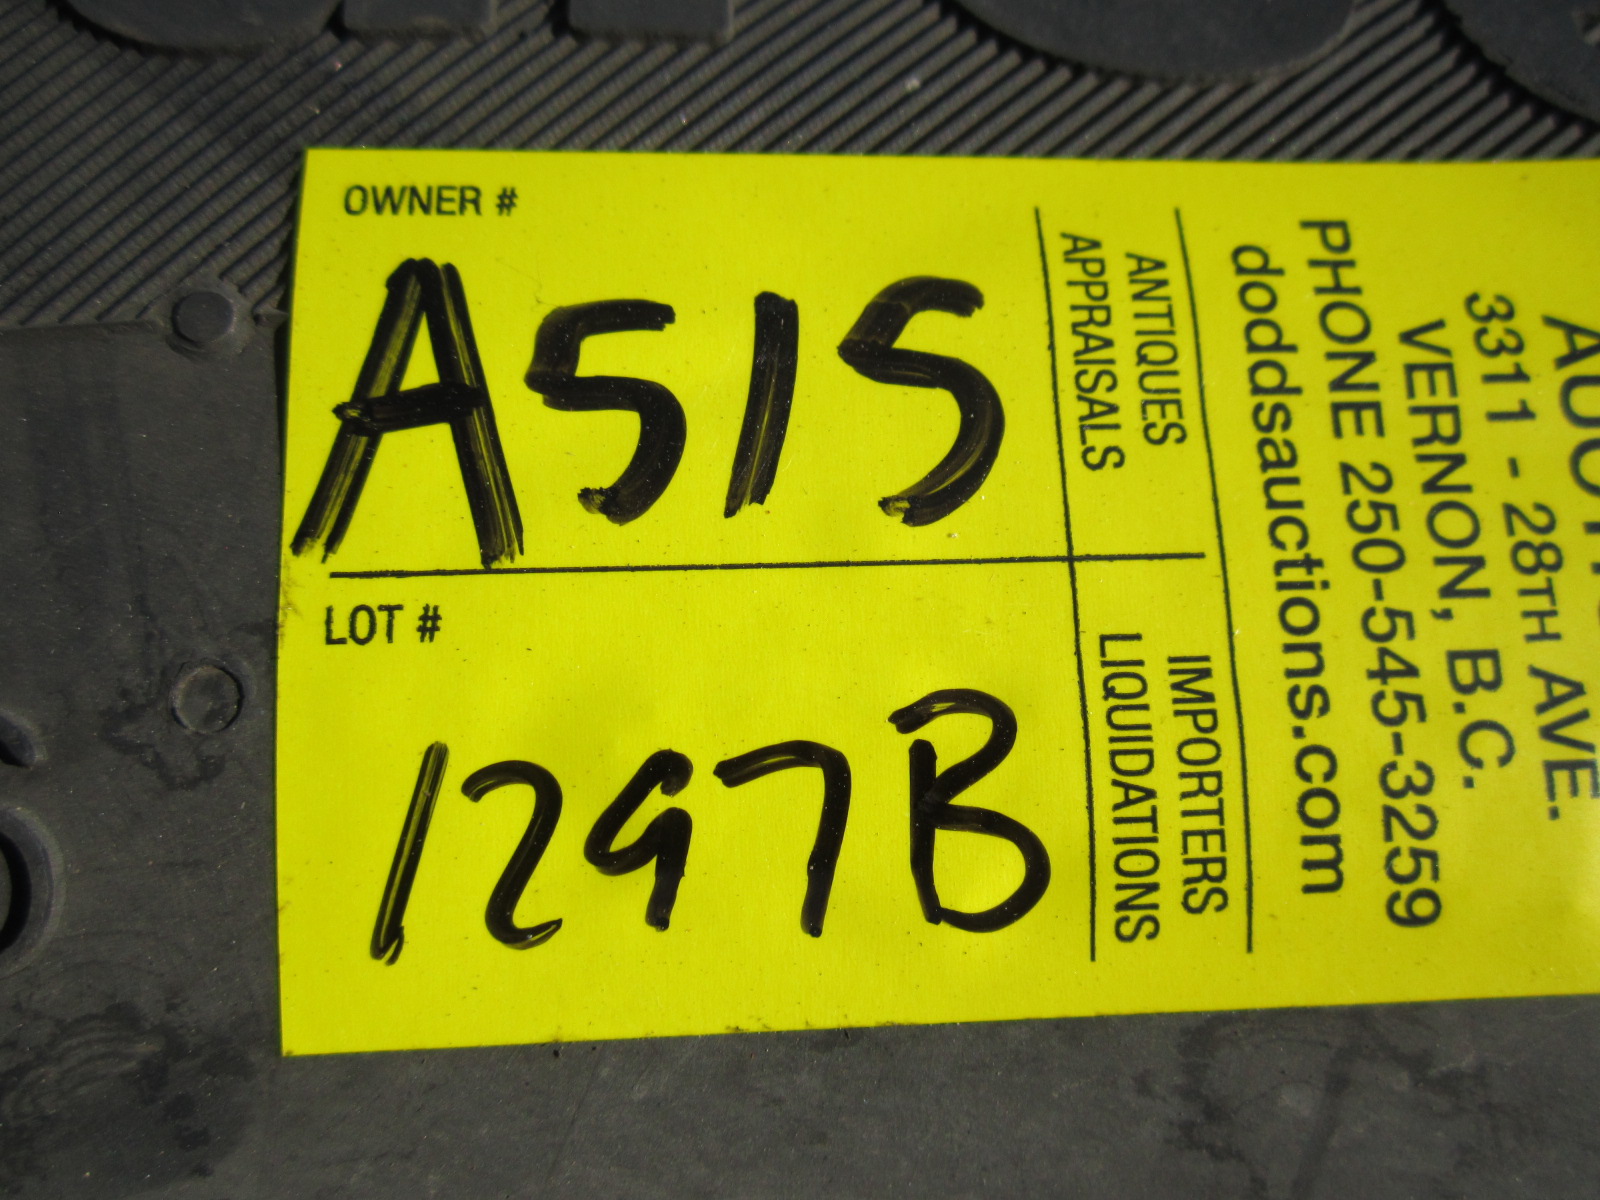 OWNER #
A515
LOT #
1297B
ANTIQUES
APPRAISALS
IMPORTERS
LIQUIDATIONS
3311 - 28TH AVE.
VERNON, B.C.
PHONE 250-545-3259
doddsauctions.com